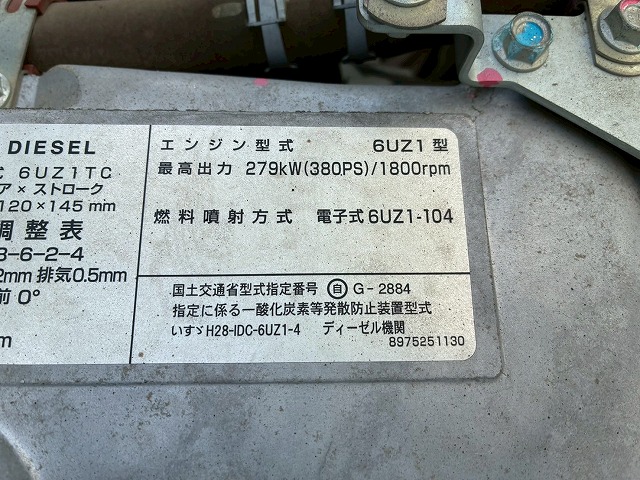 DIESEL
6UZ1TC
ア×ストローク
120×145 mm
調整表
3-6-2-4
2mm 排気0.5mm
前 0°
m
エンジン型式 6UZ1 型
最高出力 279kW(380PS)/1800rpm
燃料噴射方式 電子式 6UZ1-104
国土交通省型式指定番号 自 G-2884
指定に係る一酸化炭素等発散防止装置型式
いすゞ H28-IDC-6UZ1-4 ディーゼル機関
8975251130